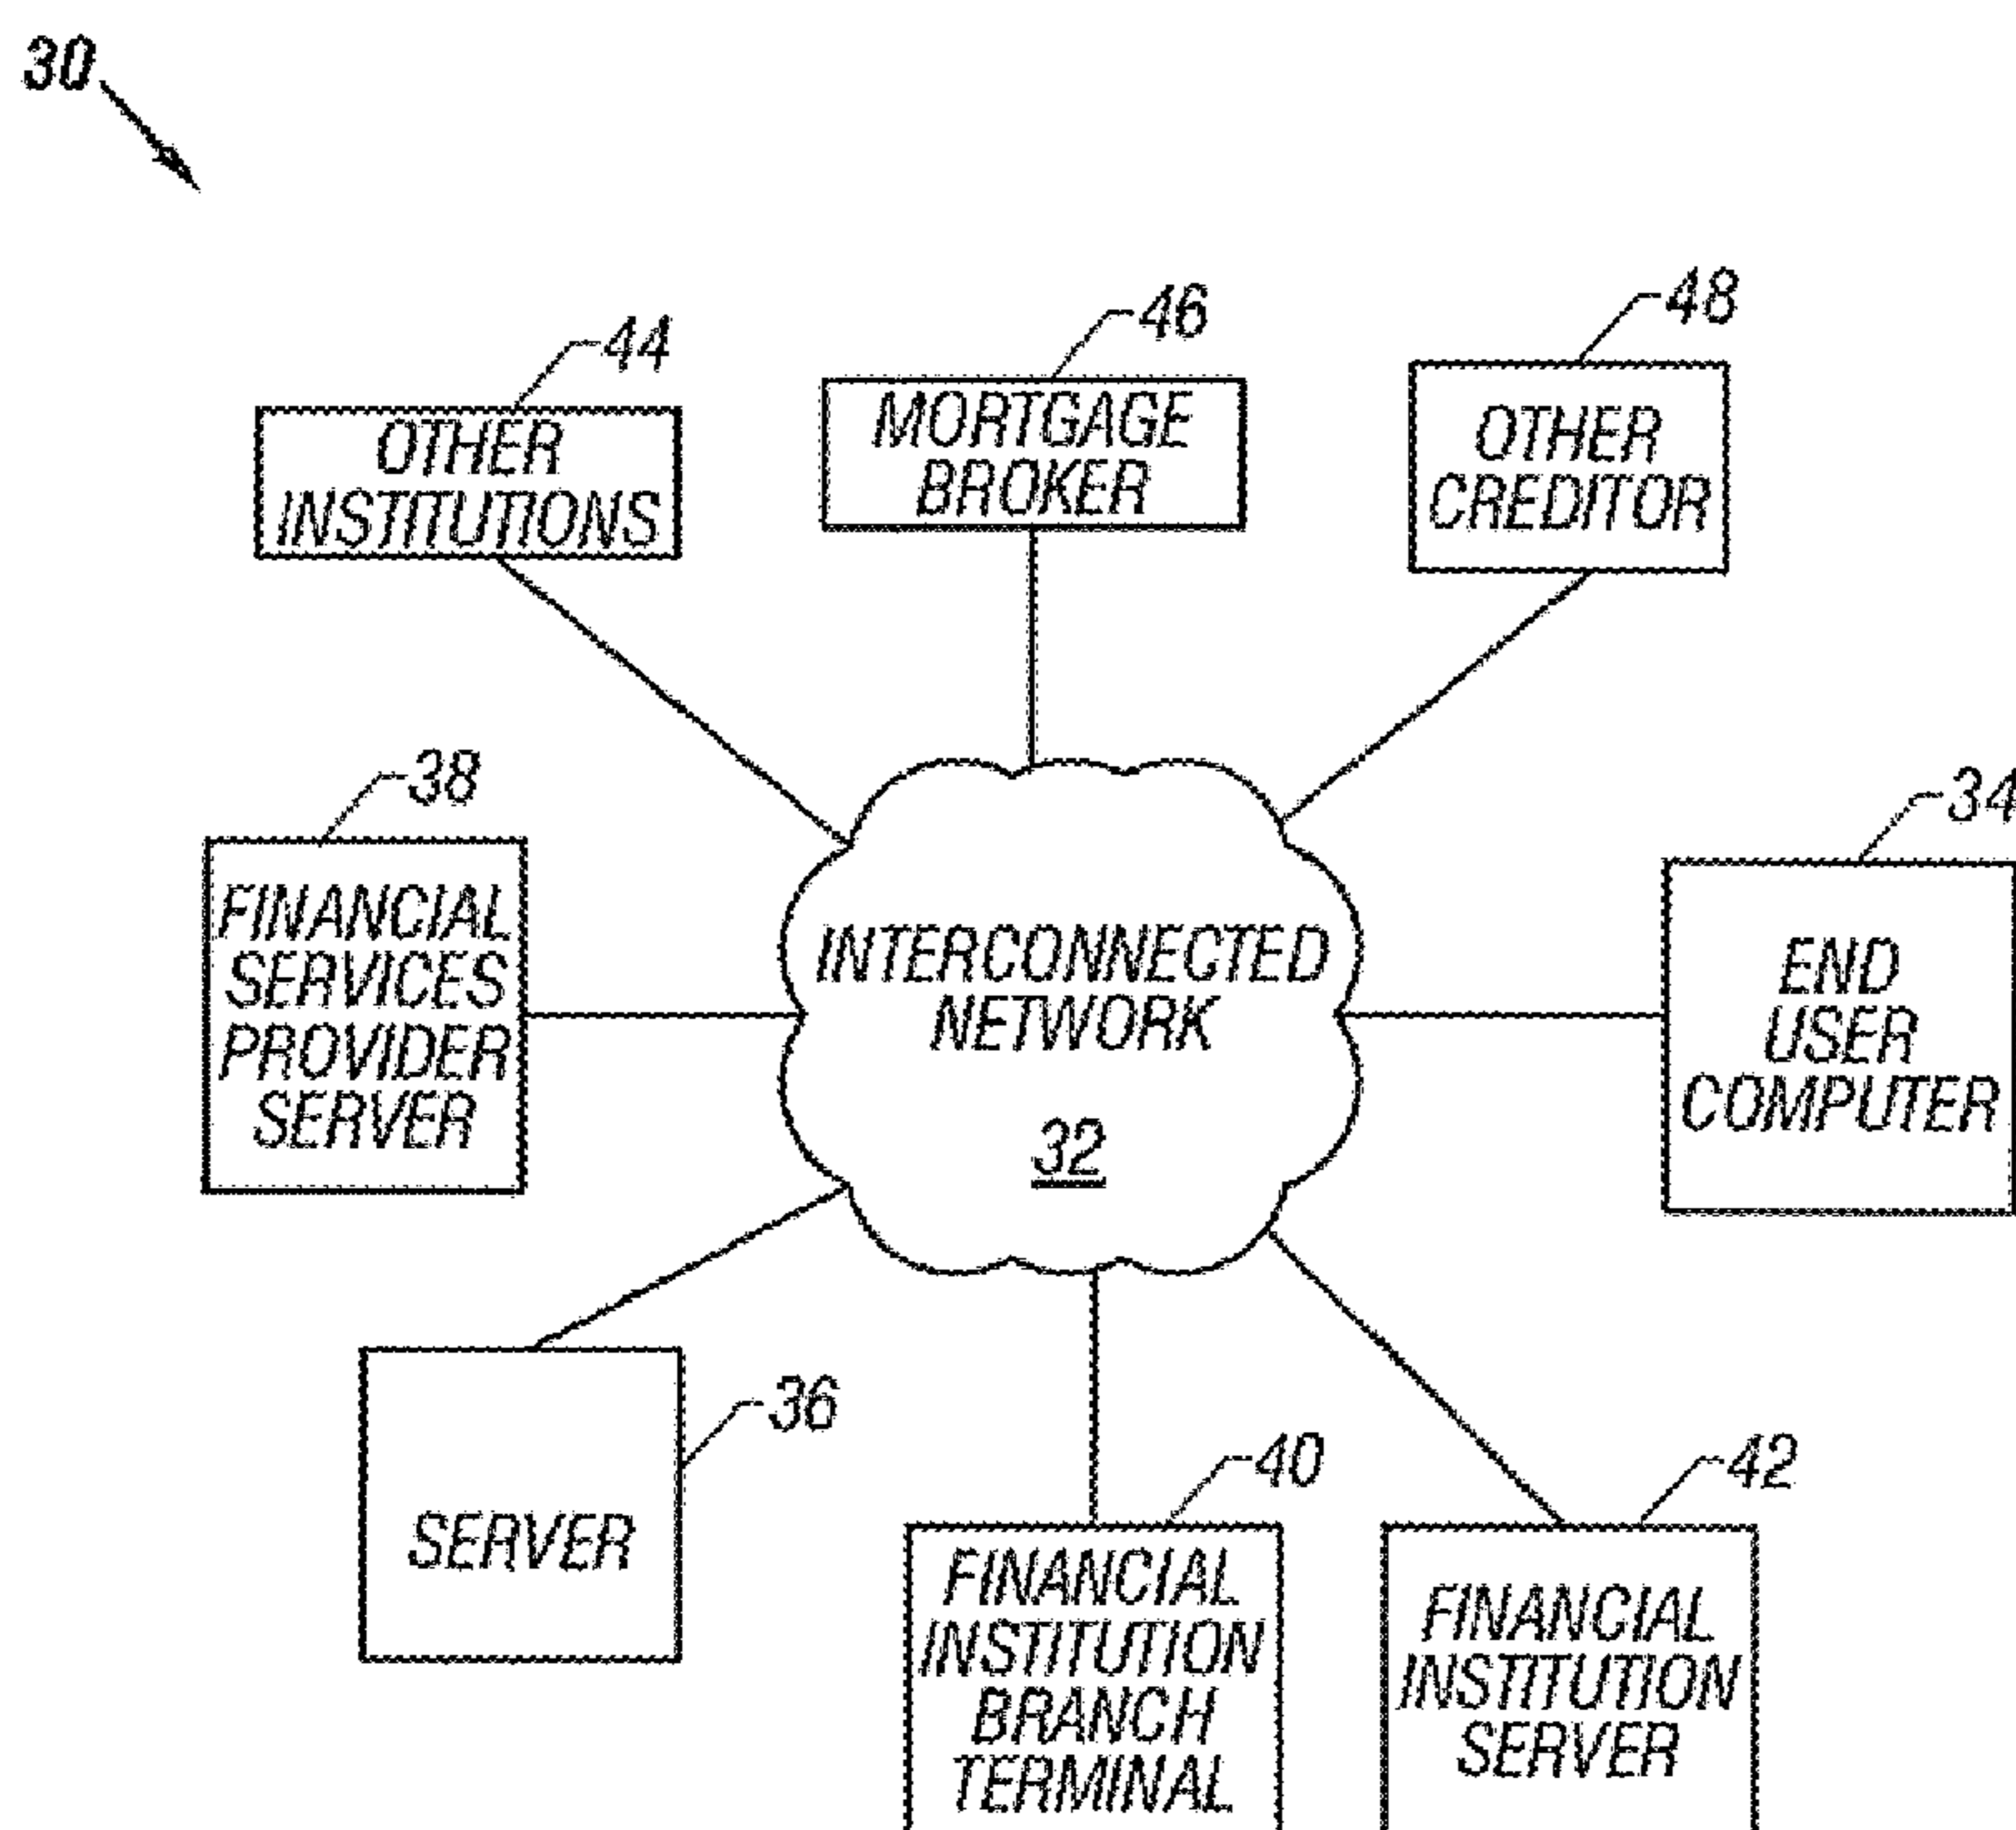 30
44
46
48
OTHER
INSTITUTIONS
MORTGAGE
BROKER
OTHER
CREDITOR
38
34
FINANCIAL
SERVICES
PROVIDER
SERVER
INTERCONNECTED
NETWORK
32
END
USER
COMPUTER
36
SERVER
40
42
FINANCIAL
INSTITUTION
BRANCH
TERMINAL
FINANCIAL
INSTITUTION
SERVER